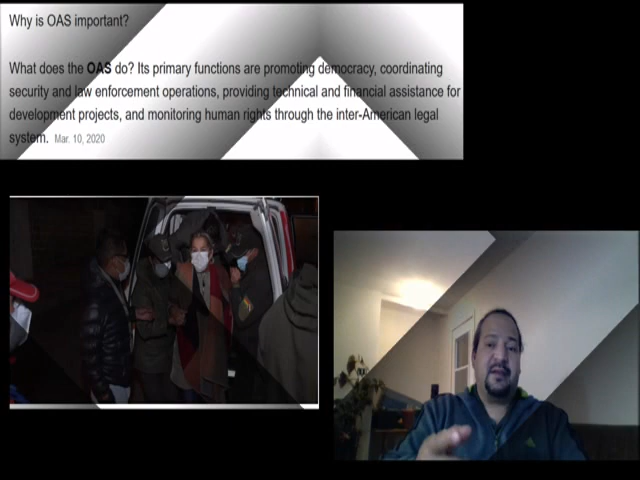 Why is OAS important?
What does the OAS do? Its primary functions are promoting democracy, coordinating
security and law enforcement operations, providing technical and financial assistance for
development projects, and monitoring human rights through the inter-American legal
system. Mar. 10, 2020